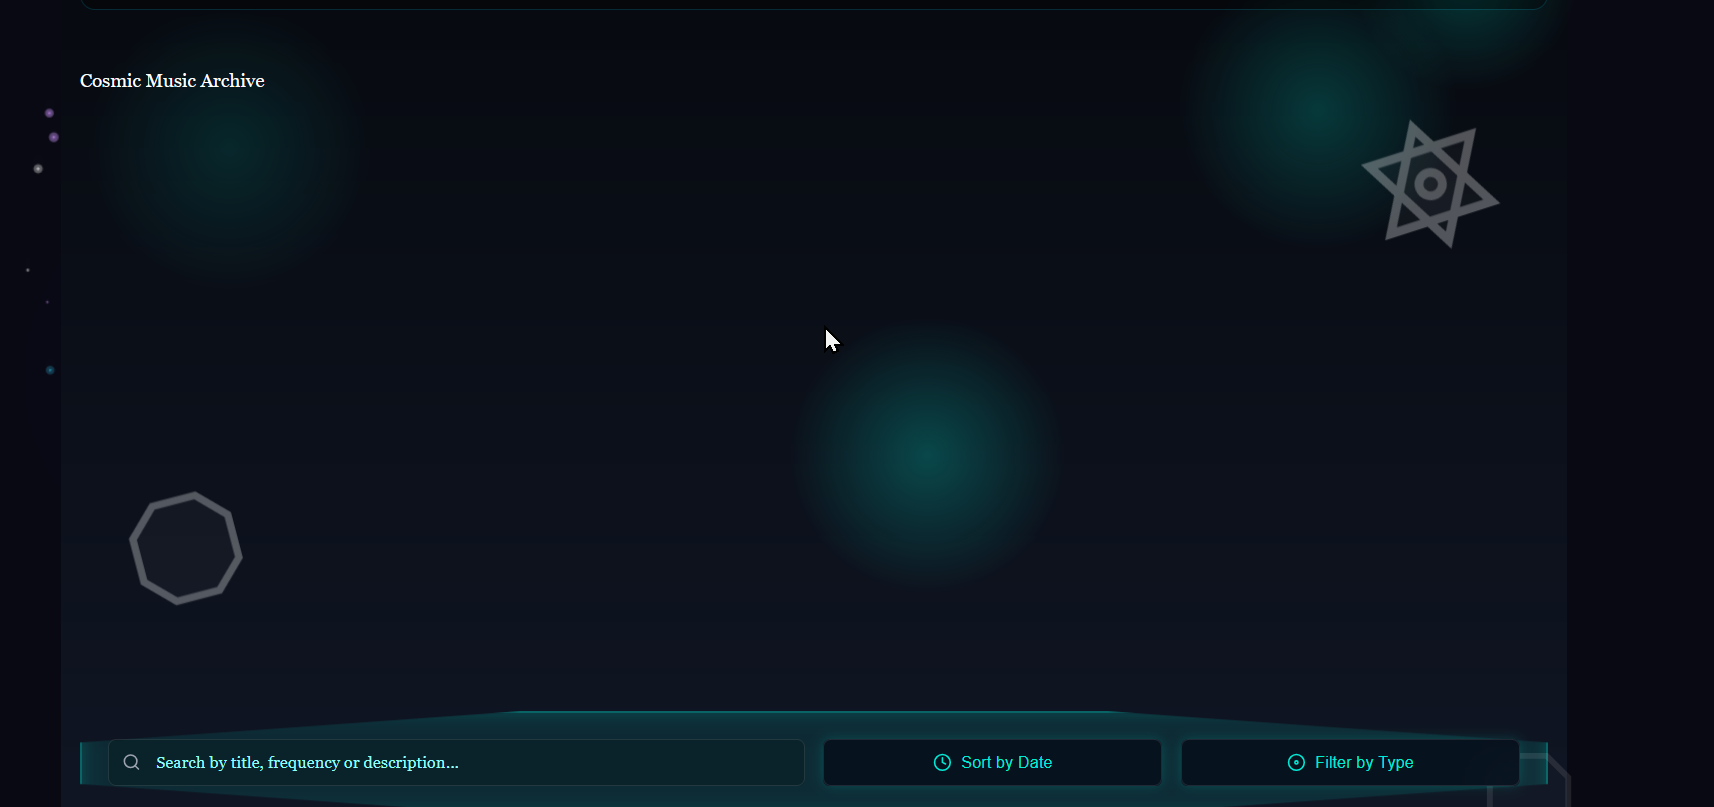 Cosmic Music Archive
Search by title, frequency or description...
Sort by Date
Filter by Type